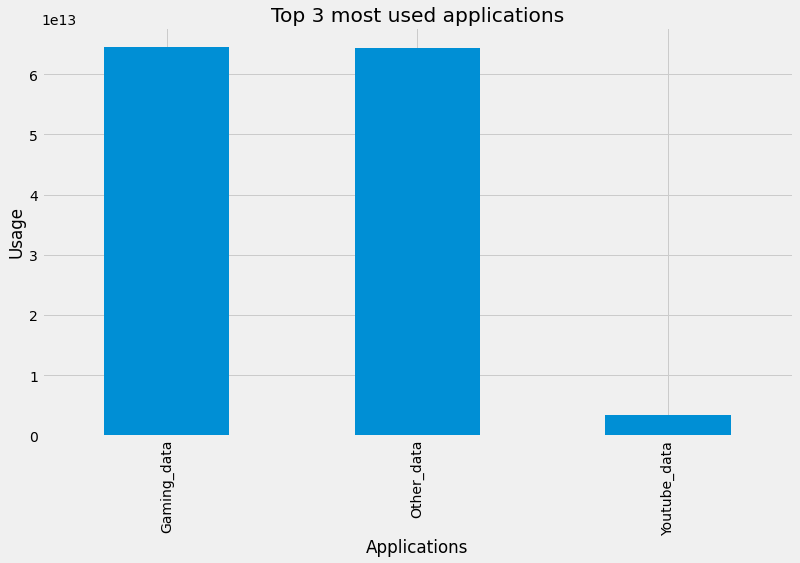 Top 3 most used applications
1e13
6
5
4
3
2
1
0
Usage
Gaming_data
Other_data
Youtube_data
Applications